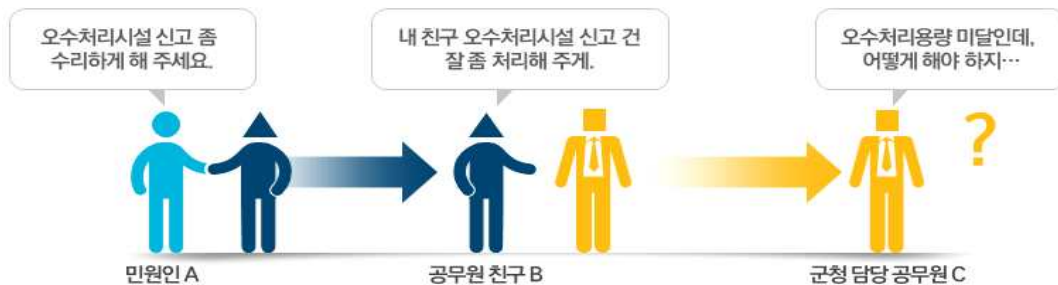 오수처리시설 신고 좀
수리하게 해 주세요.
내 친구 오수처리시설 신고 건
잘 좀 처리해 주게.
오수처리용량 미달인데,
어떻게 해야 하지…
?
민원인 A
공무원 친구 B
군청 담당 공무원 C